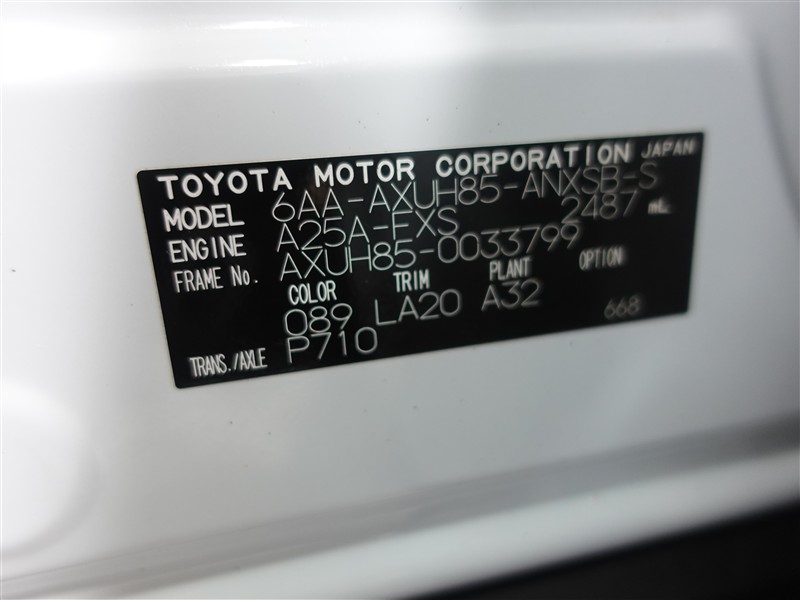 TOYOTA MOTOR CORPORATION JAPAN
MODEL 6AA-AXUH85-ANXSB-S
ENGINE A25A-FXS 2487 mL
FRAME No. AXUH85-0033799
COLOR TRIM PLANT OPTION
089 LA20 A32 668
TRANS./AXLE P710